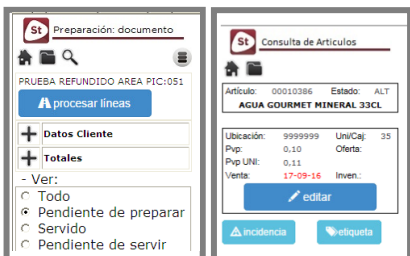 St Preparación: documento
PRUEBA REFUNDIDO AREA PIC:051
procesar líneas
Datos Cliente
Totales
- Ver:
Todo
Pendiente de preparar
Servido
Pendiente de servir
St Consulta de Articulos
Artículo: 00010386 Estado: ALT
AGUA GOURMET MINERAL 33CL
Ubicación: 9999999 Uni/Caj: 35
Pvp: 0,10 Oferta:
Pvp UNI: 0,11
Venta: 17-09-16 Inven.:
editar
incidencia etiqueta